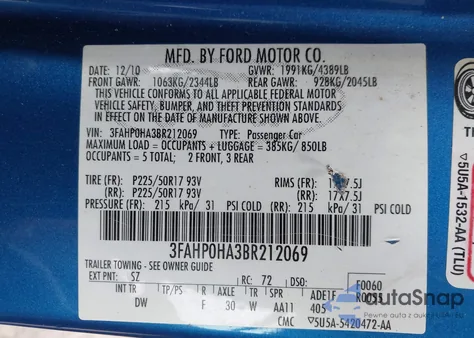 MFD. BY FORD MOTOR CO.
DATE: 12/10 GVWR: 1991KG/4389LB
FRONT GAWR: 1063KG/2344LB REAR GAWR: 928KG/2045LB
THIS VEHICLE CONFORMS TO ALL APPLICABLE FEDERAL MOTOR
VEHICLE SAFETY, BUMPER, AND THEFT PREVENTION STANDARDS
IN EFFECT ON THE DATE OF MANUFACTURE SHOWN ABOVE.
VIN: 3FAHP0HA3BR212069 TYPE: Passenger Car
MAXIMUM LOAD = OCCUPANTS + LUGGAGE = 385KG/850LB
OCCUPANTS = 5 TOTAL; 2 FRONT, 3 REAR
TIRE (FR): P225/50R17 93V RIMS (FR): 17X7.5J
(RR): P225/50R17 93V (RR): 17X7.5J
PRESSURE (FR): 215 kPa/ 31 PSI COLD (RR): 215 kPa/ 31 PSI COLD
3FAHP0HA3BR212069
TRAILER TOWING - SEE OWNER GUIDE
EXT PNT: SZ RC: 72 DSO: F0060
R0055
INT TR TP/PS R AXLE TR SPR ADE1F
DW F 30 W AA11 405
CMC 5U5A-5420472-AA
5U5A-1532-AA (TLU)
autoSnap